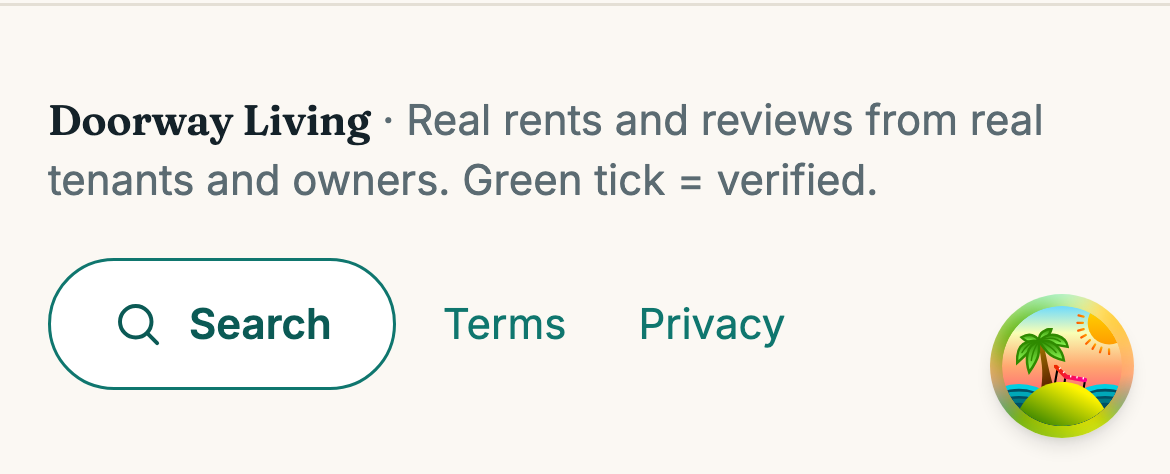 Doorway Living · Real rents and reviews from real
tenants and owners. Green tick = verified.
Search Terms Privacy